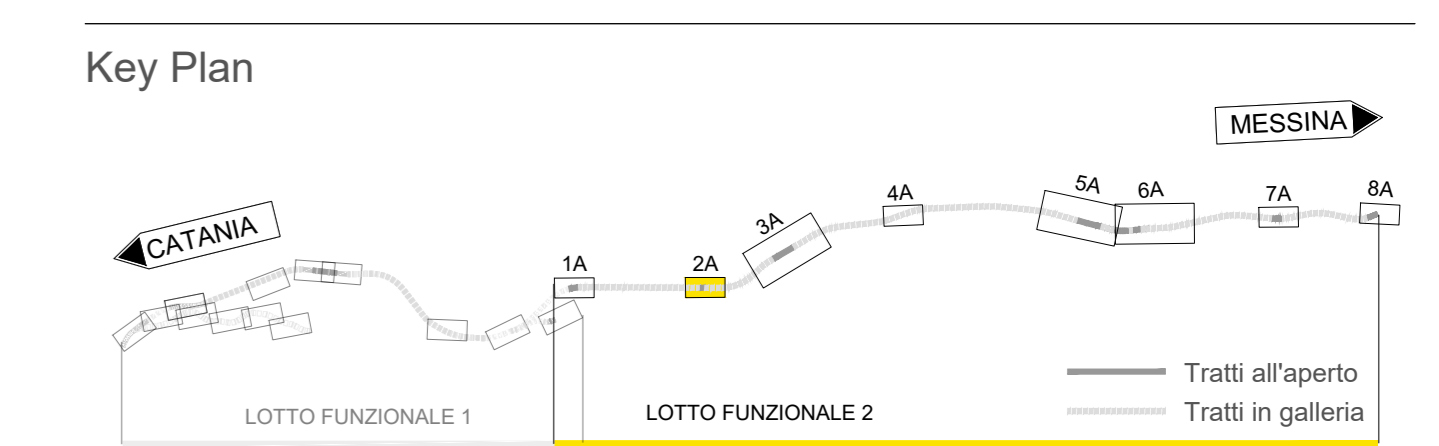 Key Plan
MESSINA
CATANIA
1A
2A
3A
4A
5A
6A
7A
8A
Tratti all'aperto
Tratti in galleria
LOTTO FUNZIONALE 1
LOTTO FUNZIONALE 2